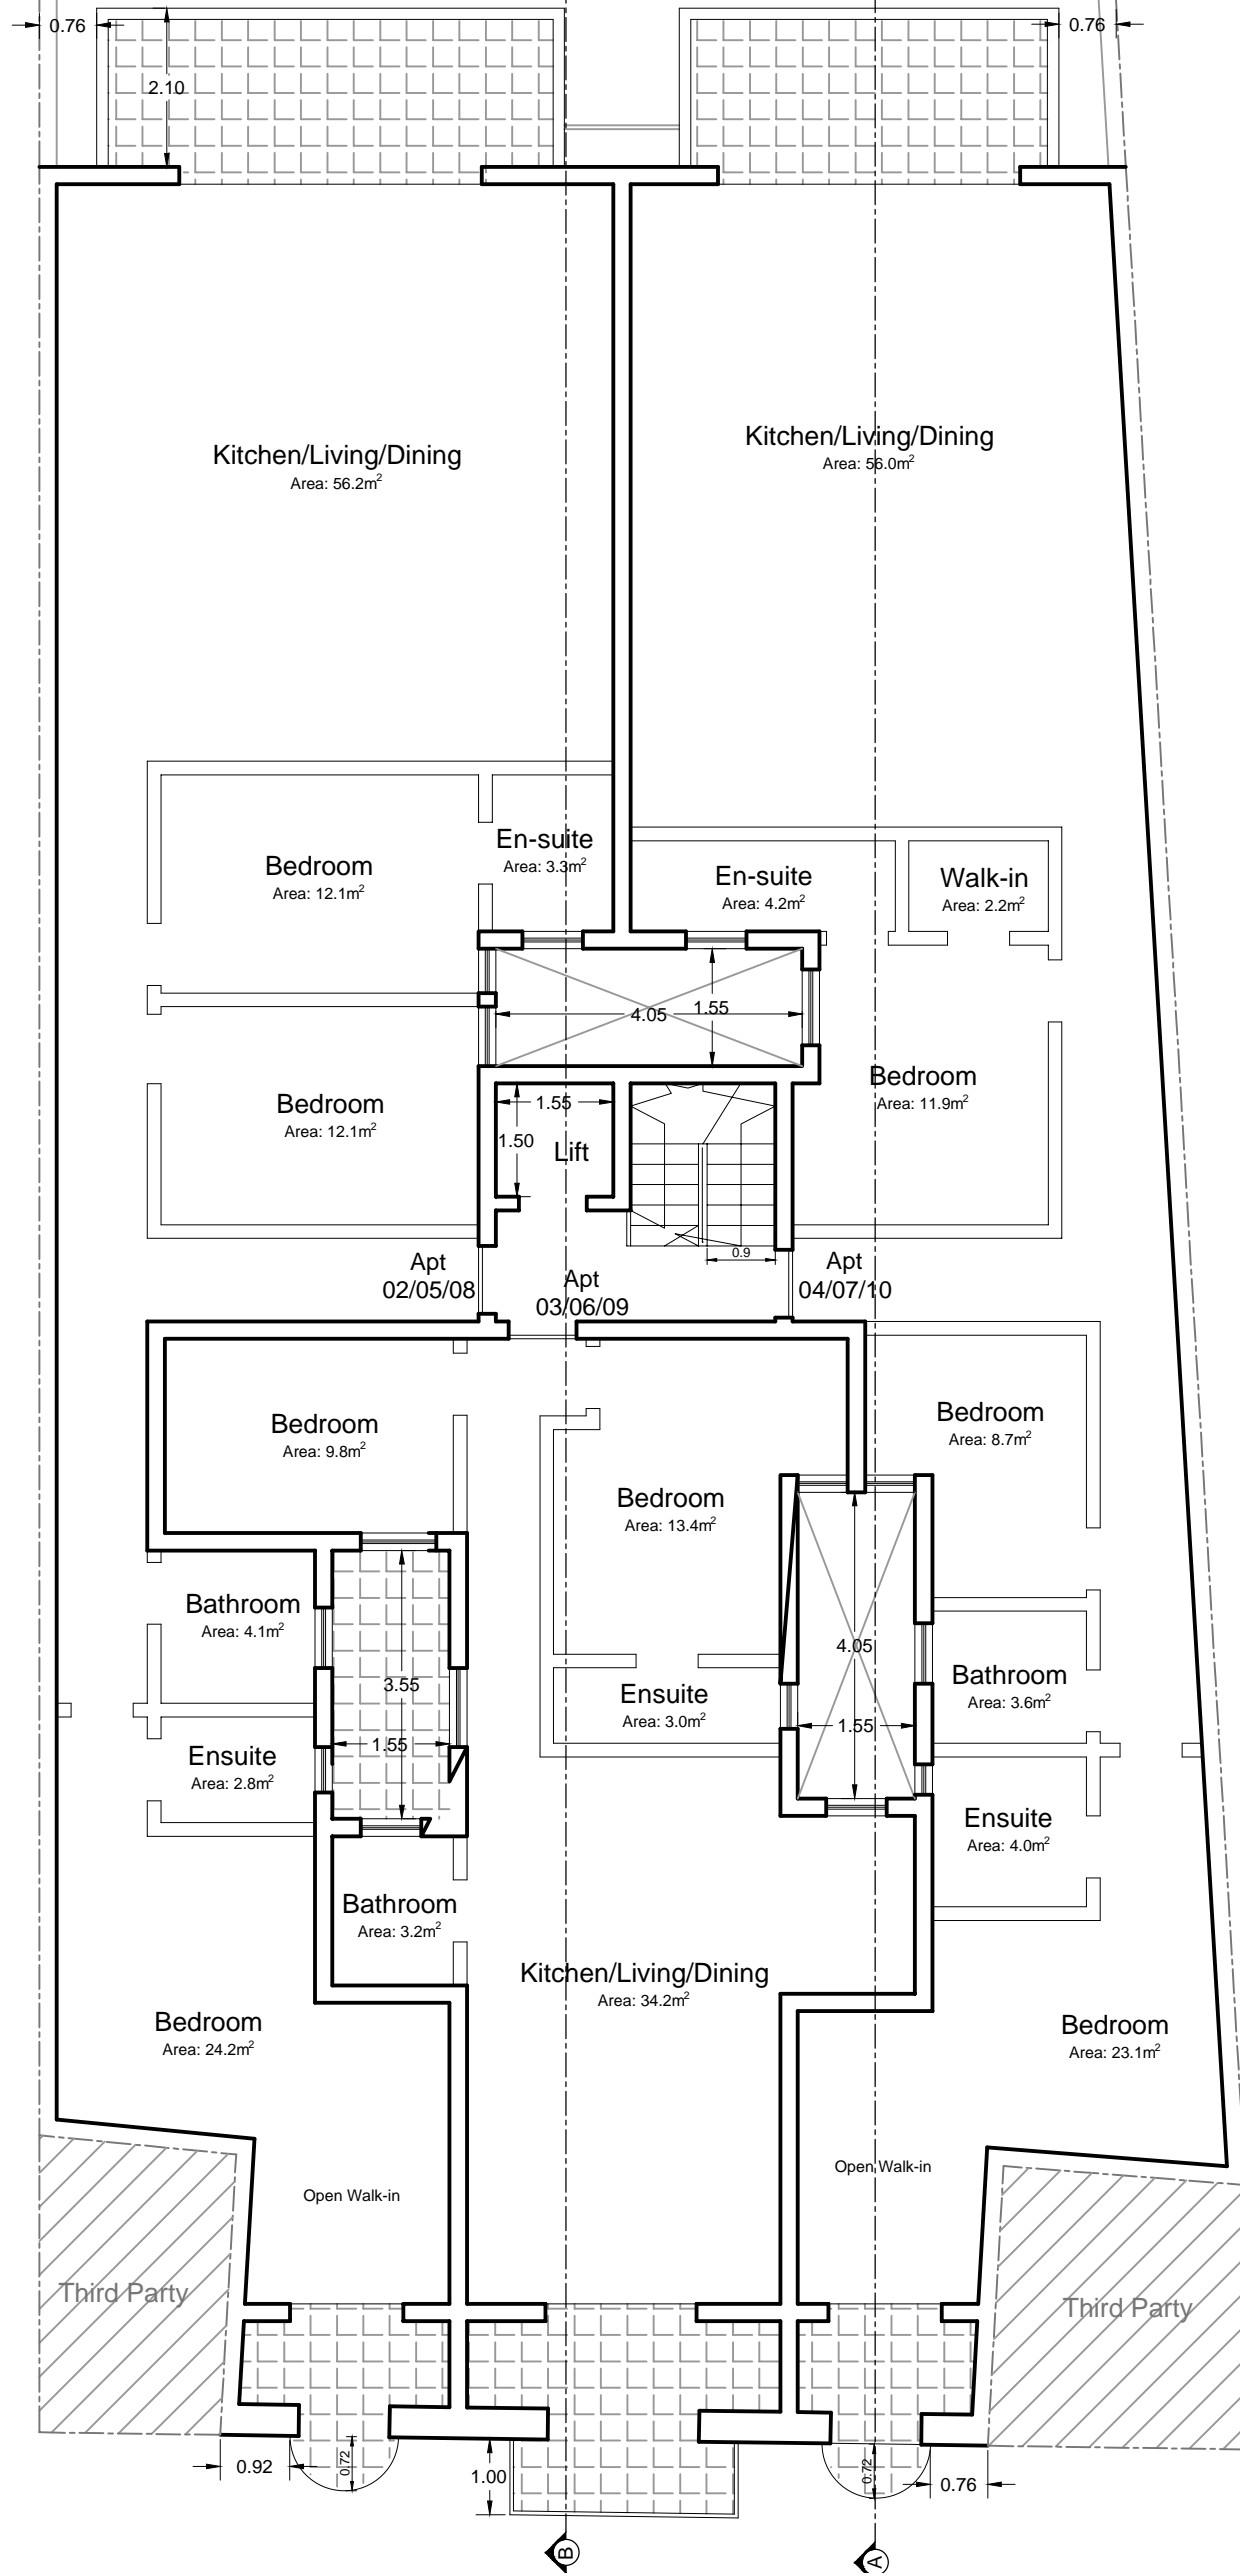 0.76
0.76
2.10
Kitchen/Living/Dining
Area: 56.2m²
Kitchen/Living/Dining
Area: 56.0m²
En-suite
Area: 3.3m²
Bedroom
Area: 12.1m²
En-suite
Area: 4.2m²
Walk-in
Area: 2.2m²
4.05
1.55
Bedroom
Area: 12.1m²
Bedroom
Area: 11.9m²
1.55
1.50
Lift
0.9
Apt
02/05/08
Apt
03/06/09
Apt
04/07/10
Bedroom
Area: 9.8m²
Bedroom
Area: 8.7m²
Bedroom
Area: 13.4m²
Bathroom
Area: 4.1m²
4.05
3.55
Bathroom
Area: 3.6m²
Ensuite
Area: 3.0m²
1.55
1.55
Ensuite
Area: 2.8m²
Ensuite
Area: 4.0m²
Bathroom
Area: 3.2m²
Kitchen/Living/Dining
Area: 34.2m²
Bedroom
Area: 24.2m²
Bedroom
Area: 23.1m²
Open Walk-in
Open Walk-in
Third Party
Third Party
0.92
0.72
1.00
0.72
0.76
B
A